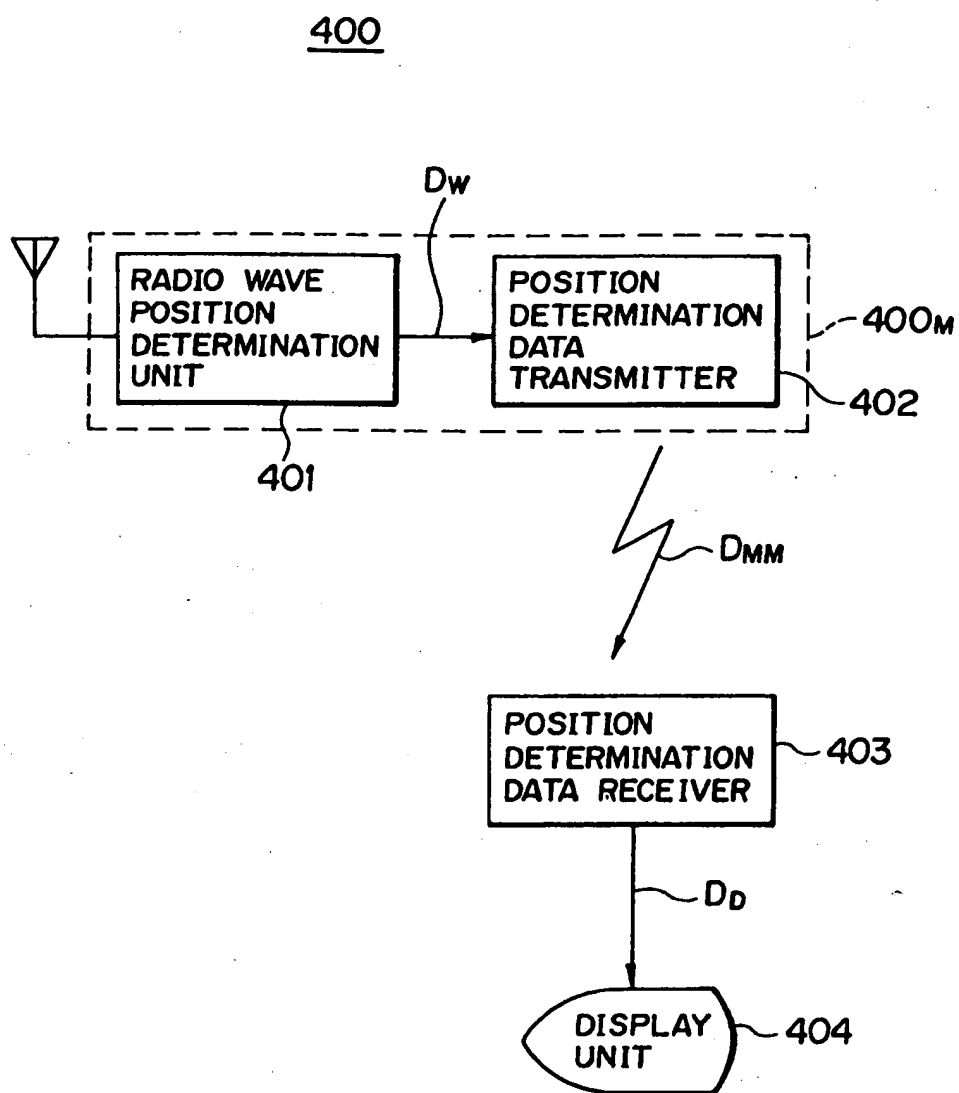 400
DW
RADIO WAVE
POSITION
DETERMINATION
UNIT
POSITION
DETERMINATION
DATA
TRANSMITTER
400M
402
401
DMM
POSITION
DETERMINATION
DATA RECEIVER
403
DD
DISPLAY
UNIT
404